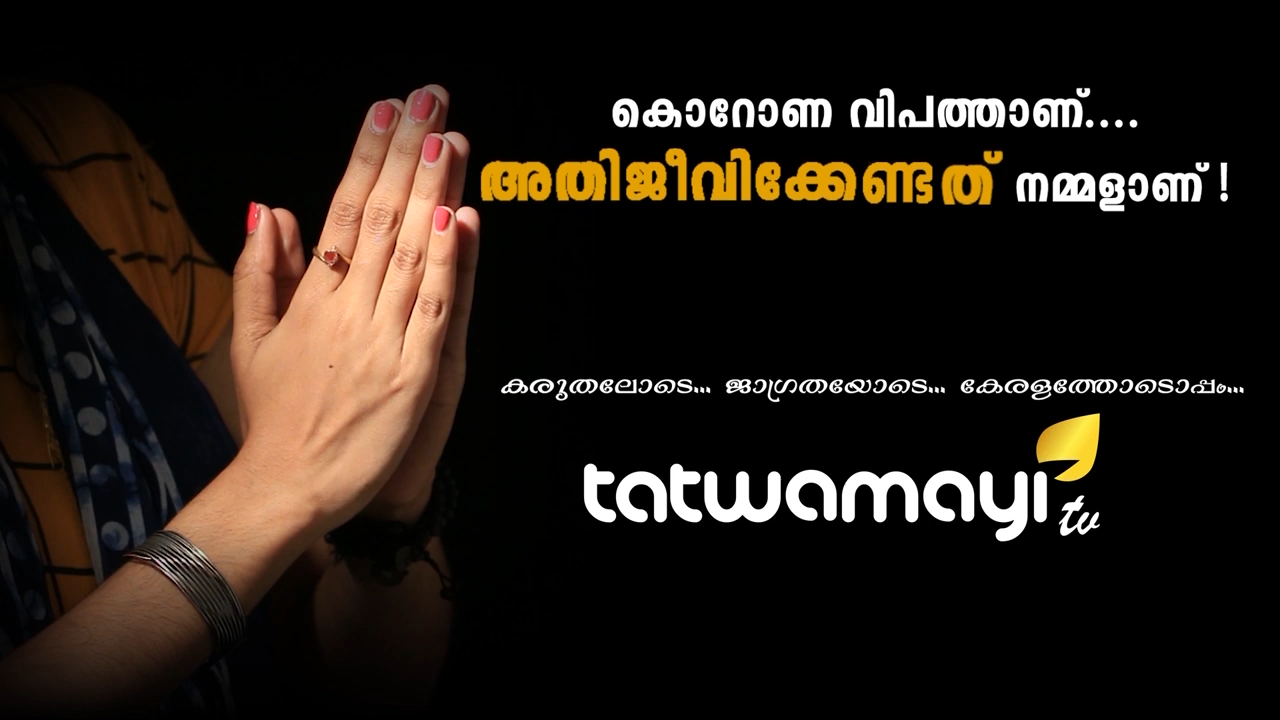 കൊറോണ വിപത്താണ്....
അതിജീവിക്കേണ്ടത് നമ്മളാണ് !
കരുതലോടെ... ജാഗ്രതയോടെ... കേരളത്തോടൊപ്പം...
tatwamayi
tv